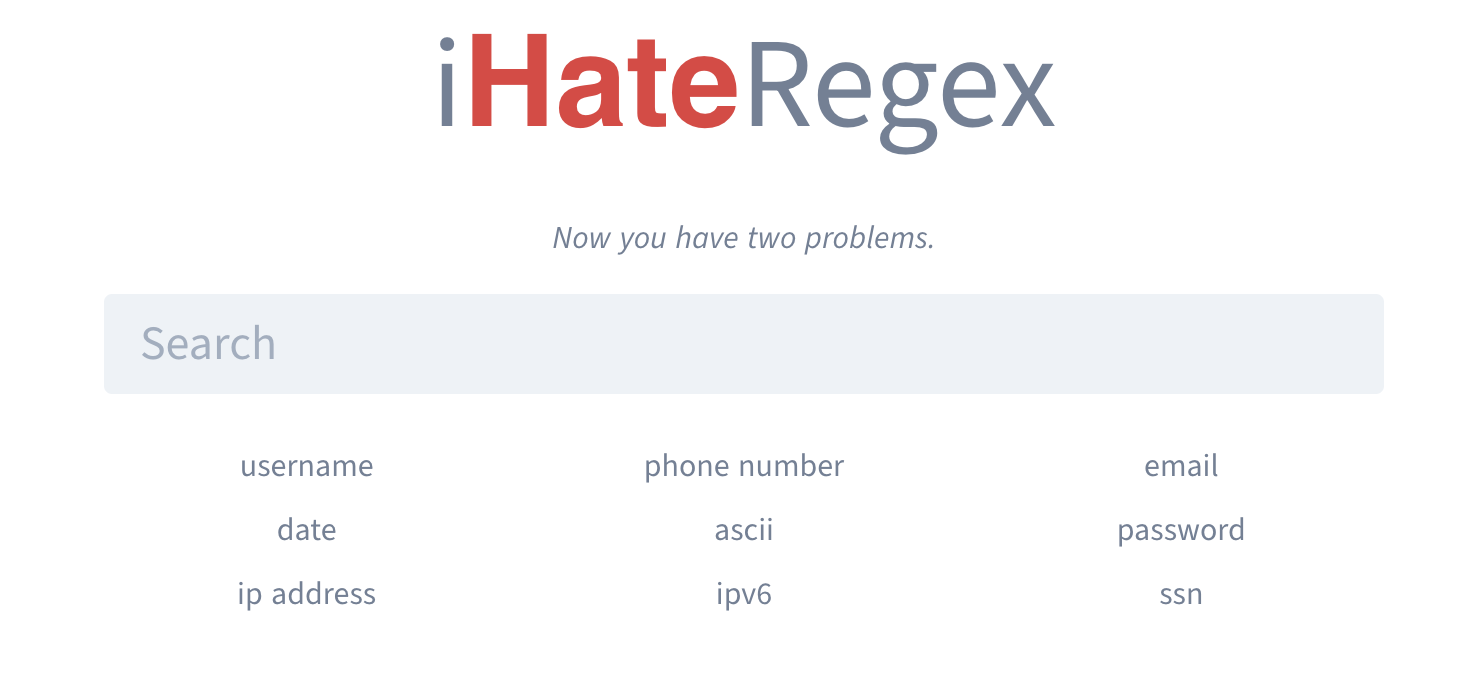 iHateRegex
Now you have two problems.
Search
username phone number email
date ascii password
ip address ipv6 ssn